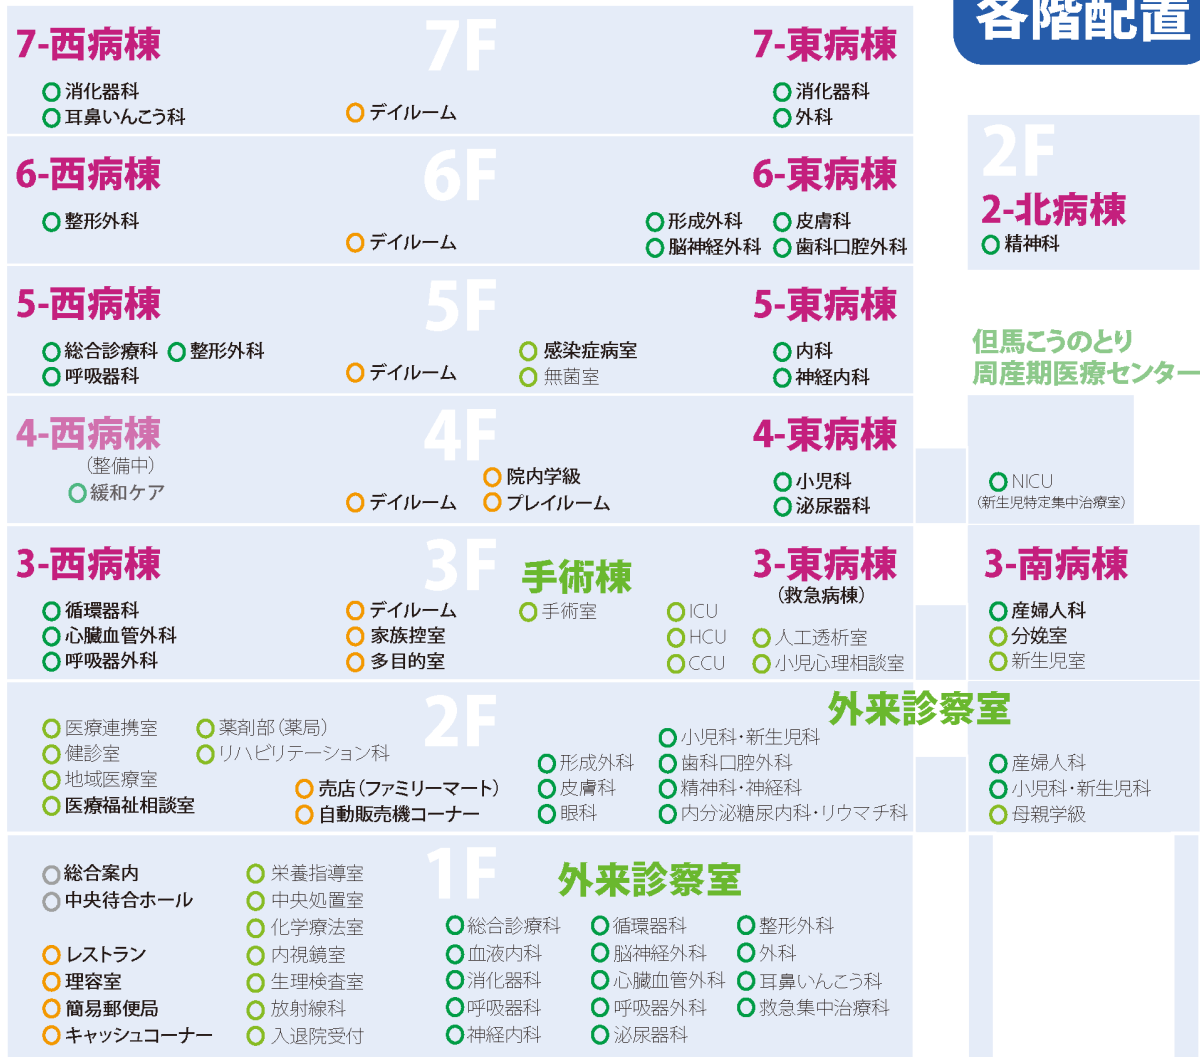 各階配置
7F
7-西病棟
消化器科
耳鼻いんこう科
デイルーム
7-東病棟
消化器科
外科
6F
6-西病棟
整形外科
デイルーム
6-東病棟
形成外科 皮膚科
脳神経外科 歯科口腔外科
2F
2-北病棟
精神科
5F
5-西病棟
総合診療科 整形外科
呼吸器科
デイルーム
感染症病室
無菌室
5-東病棟
内科
神経内科
但馬こうのとり
周産期医療センター
4F
4-西病棟
(整備中)
緩和ケア
デイルーム
院内学級
プレイルーム
4-東病棟
小児科
泌尿器科
NICU
(新生児特定集中治療室)
3F
3-西病棟
循環器科
心臓血管外科
呼吸器外科
デイルーム
家族控室
多目的室
手術棟
手術室
3-東病棟
(救急病棟)
ICU
HCU 人工透析室
CCU 小児心理相談室
3-南病棟
産婦人科
分娩室
新生児室
2F
医療連携室 薬剤部(薬局)
健診室 リハビリテーション科
地域医療室
医療福祉相談室
売店(ファミリーマート)
自動販売機コーナー
外来診察室
形成外科
皮膚科
眼科
小児科・新生児科
歯科口腔外科
精神科・神経科
内分泌糖尿内科・リウマチ科
産婦人科
小児科・新生児科
母親学級
1F
総合案内
中央待合ホール
レストラン
理容室
簡易郵便局
キャッシュコーナー
栄養指導室
中央処置室
化学療法室
内視鏡室
生理検査室
放射線科
入退院受付
外来診察室
総合診療科 循環器科 整形外科
血液内科 脳神経外科 外科
消化器科 心臓血管外科 耳鼻いんこう科
呼吸器科 呼吸器外科 救急集中治療科
神経内科 泌尿器科